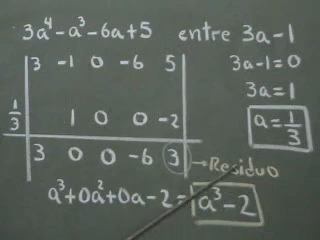 3a⁴-a³-6a+5 entre 3a-1
3 -1 0 -6 5
3a-1=0
3a=1
1/3
1 0 0 -2
a=1/3
3 0 0 -6 3 → Residuo
a³+0a²+0a-2= a³-2